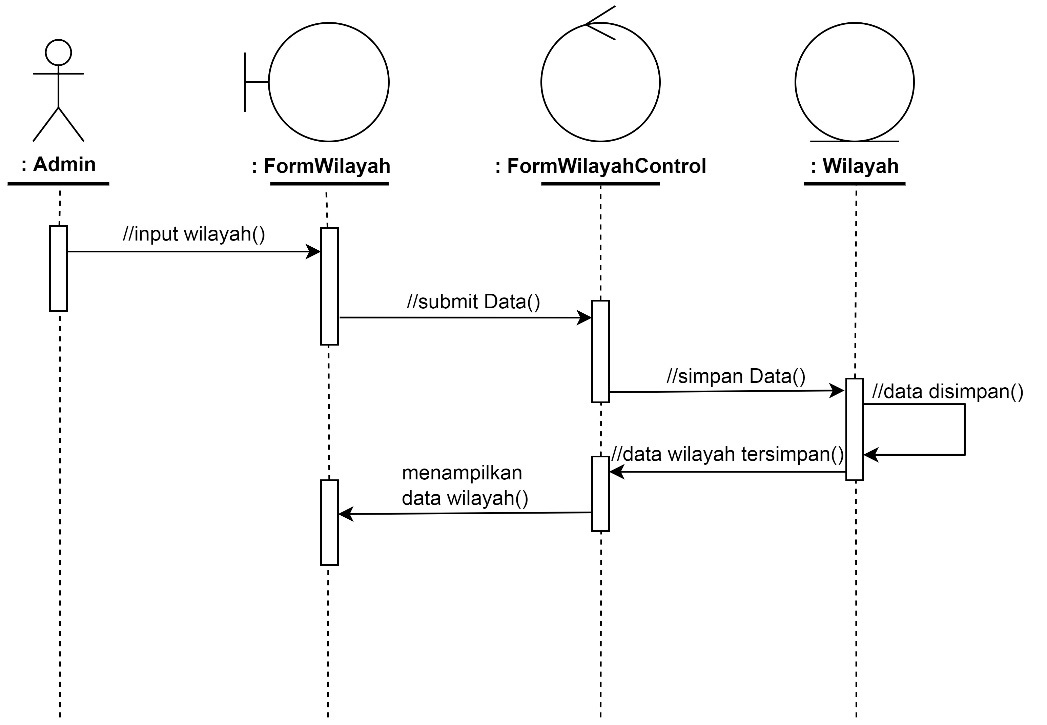 : Admin
: FormWilayah
: FormWilayahControl
: Wilayah
//input wilayah()
//submit Data()
//simpan Data()
//data disimpan()
//data wilayah tersimpan()
menampilkan
data wilayah()